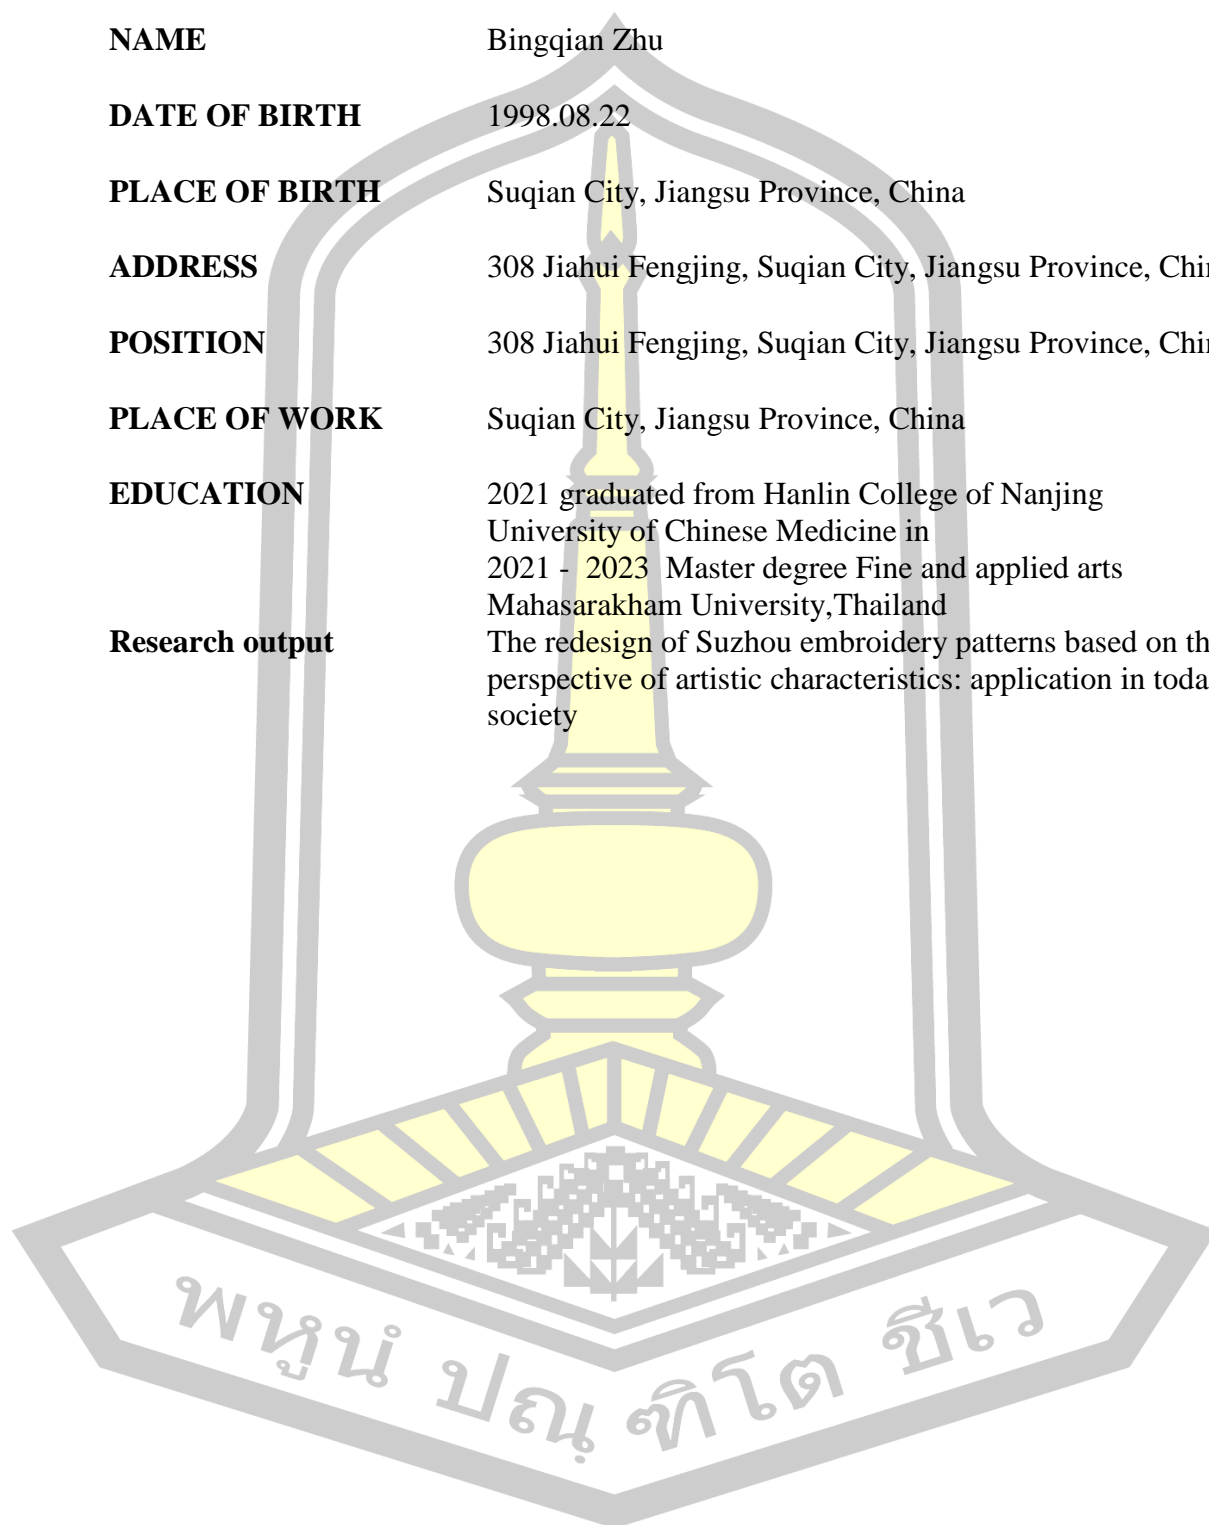 NAME Bingqian Zhu
DATE OF BIRTH 1998.08.22
PLACE OF BIRTH Suqian City, Jiangsu Province, China
ADDRESS 308 Jiahui Fengjing, Suqian City, Jiangsu Province, Chi
POSITION 308 Jiahui Fengjing, Suqian City, Jiangsu Province, Chi
PLACE OF WORK Suqian City, Jiangsu Province, China
EDUCATION 2021 graduated from Hanlin College of Nanjing
University of Chinese Medicine in
2021 - 2023 Master degree Fine and applied arts
Mahasarakham University,Thailand
Research output The redesign of Suzhou embroidery patterns based on th
perspective of artistic characteristics: application in toda
society
พหูนํ ปณฺ ฑิโต ชีเว